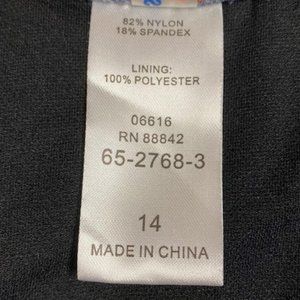 82% NYLON
18% SPANDEX
LINING:
100% POLYESTER
06616
RN 88842
65-2768-3
14
MADE IN CHINA